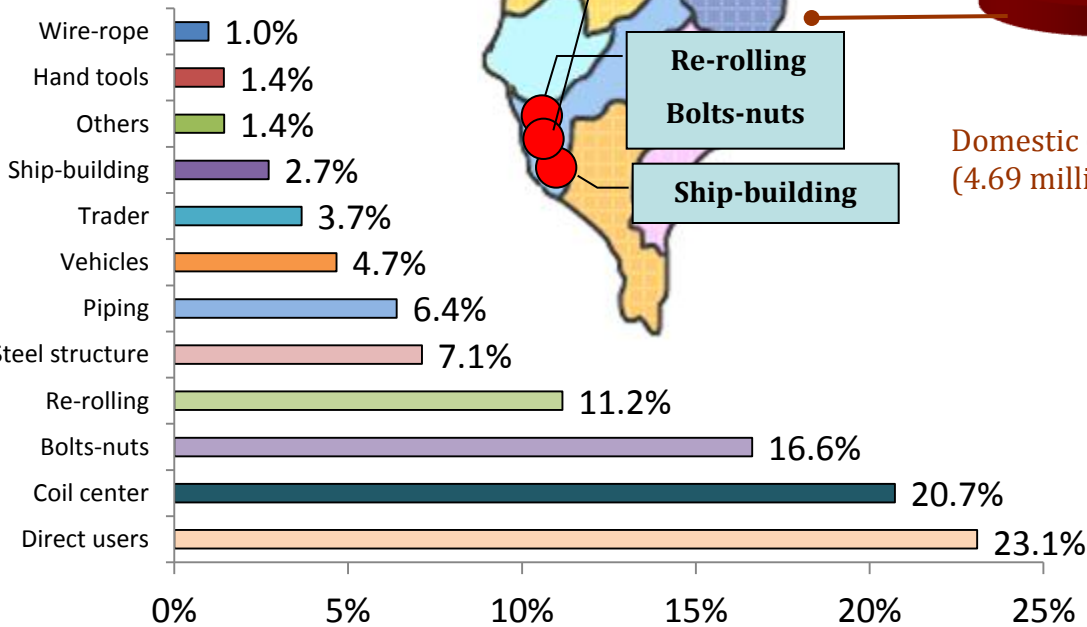 Wire-rope 1.0%
Hand tools 1.4%
Others 1.4%
Ship-building 2.7%
Trader 3.7%
Vehicles 4.7%
Piping 6.4%
Steel structure 7.1%
Re-rolling 11.2%
Bolts-nuts 16.6%
Coil center 20.7%
Direct users 23.1%
0% 5% 10% 15% 20% 25%
Re-rolling
Bolts-nuts
Ship-building
Domestic
(4.69 milli